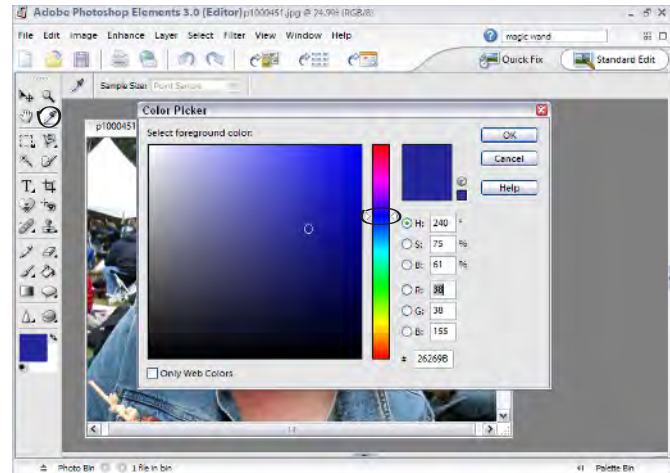 Adobe Photoshop Elements 3.0 (Editor) p1000451.jpg @ 24.9% (RGB/8)
File Edit Image Enhance Layer Select Filter View Window Help
magic wand
Quick Fix
Standard Edit
Sample Size: Point Sample
p1000451
Color Picker
Select foreground color:
OK
Cancel
Help
H: 240 °
S: 75 %
B: 61 %
R: 38
G: 38
B: 155
# 26269B
Only Web Colors
Photo Bin 1 file in bin
Palette Bin